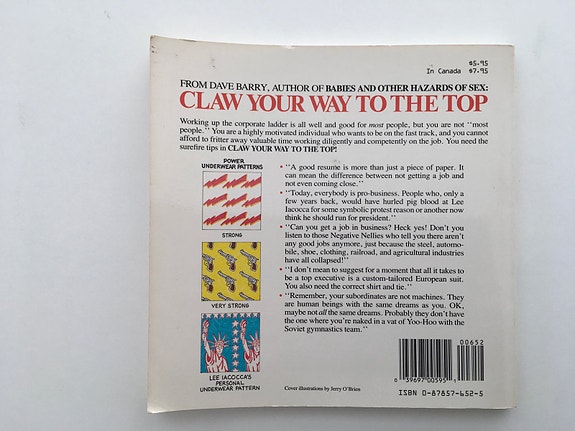 $5.95
In Canada $7.95
FROM DAVE BARRY, AUTHOR OF BABIES AND OTHER HAZARDS OF SEX:
CLAW YOUR WAY TO THE TOP
Working up the corporate ladder is all well and good for most people, but you are not "most
people." You are a highly motivated individual who wants to be on the fast track, and you cannot
afford to fritter away valuable time working diligently and competently on the job. You need the
surefire tips in CLAW YOUR WAY TO THE TOP!
POWER
UNDERWEAR PATTERNS
STRONG
VERY STRONG
LEE IACOCCA'S
PERSONAL
UNDERWEAR PATTERN
• "A good resume is more than just a piece of paper. It
can mean the difference between not getting a job and
not even coming close."
• "Today, everybody is pro-business. People who, only a
few years back, would have hurled pig blood at Lee
Iacocca for some symbolic protest reason or another now
think he should run for president."
• "Can you get a job in business? Heck yes! Don't you
listen to those Negative Nellies who tell you there aren't
any good jobs anymore, just because the steel, automo-
bile, shoe, clothing, railroad, and agricultural industries
have all collapsed!"
• "I don't mean to suggest for a moment that all it takes to
be a top executive is a custom-tailored European suit.
You also need the correct shirt and tie."
• "Remember, your subordinates are not machines. They
are human beings with the same dreams as you. OK,
maybe not all the same dreams. Probably they don't have
the one where you're naked in a vat of Yoo-Hoo with the
Soviet gymnastics team."
Cover illustrations by Jerry O'Brien
00652
0 39697 00595 1
ISBN 0-87857-652-5